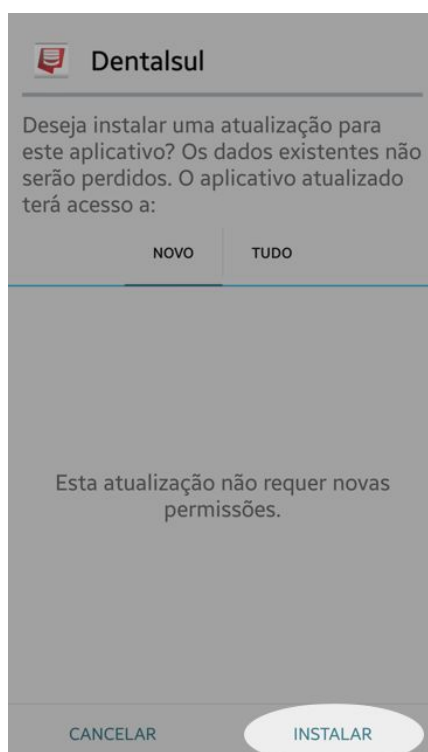 Dentalsul
Deseja instalar uma atualização para
este aplicativo? Os dados existentes não
serão perdidos. O aplicativo atualizado
terá acesso a:
NOVO TUDO
Esta atualização não requer novas
permissões.
CANCELAR INSTALAR